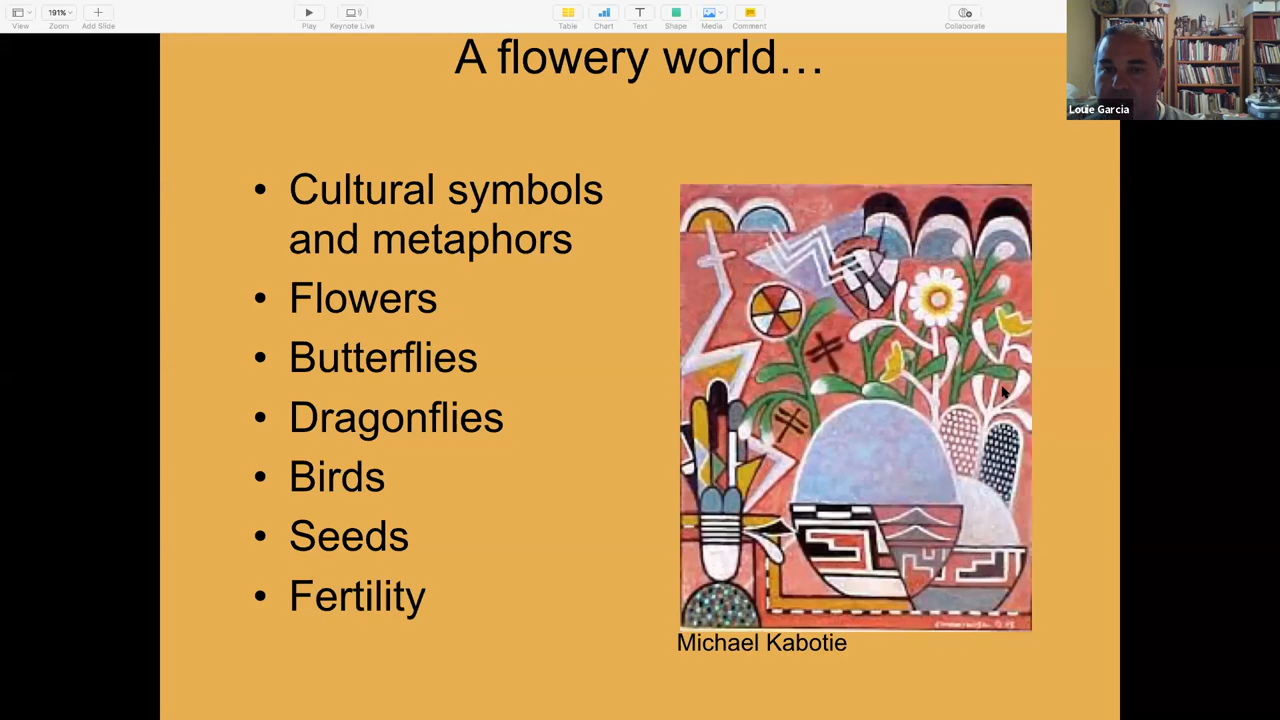 191%
View
Zoom
Add Slide
Play
Keynote Live
Table
Chart
Text
Shape
Media
Comment
Collaborate
Louie Garcia
A flowery world…
• Cultural symbols
and metaphors
• Flowers
• Butterflies
• Dragonflies
• Birds
• Seeds
• Fertility
Michael Kabotie